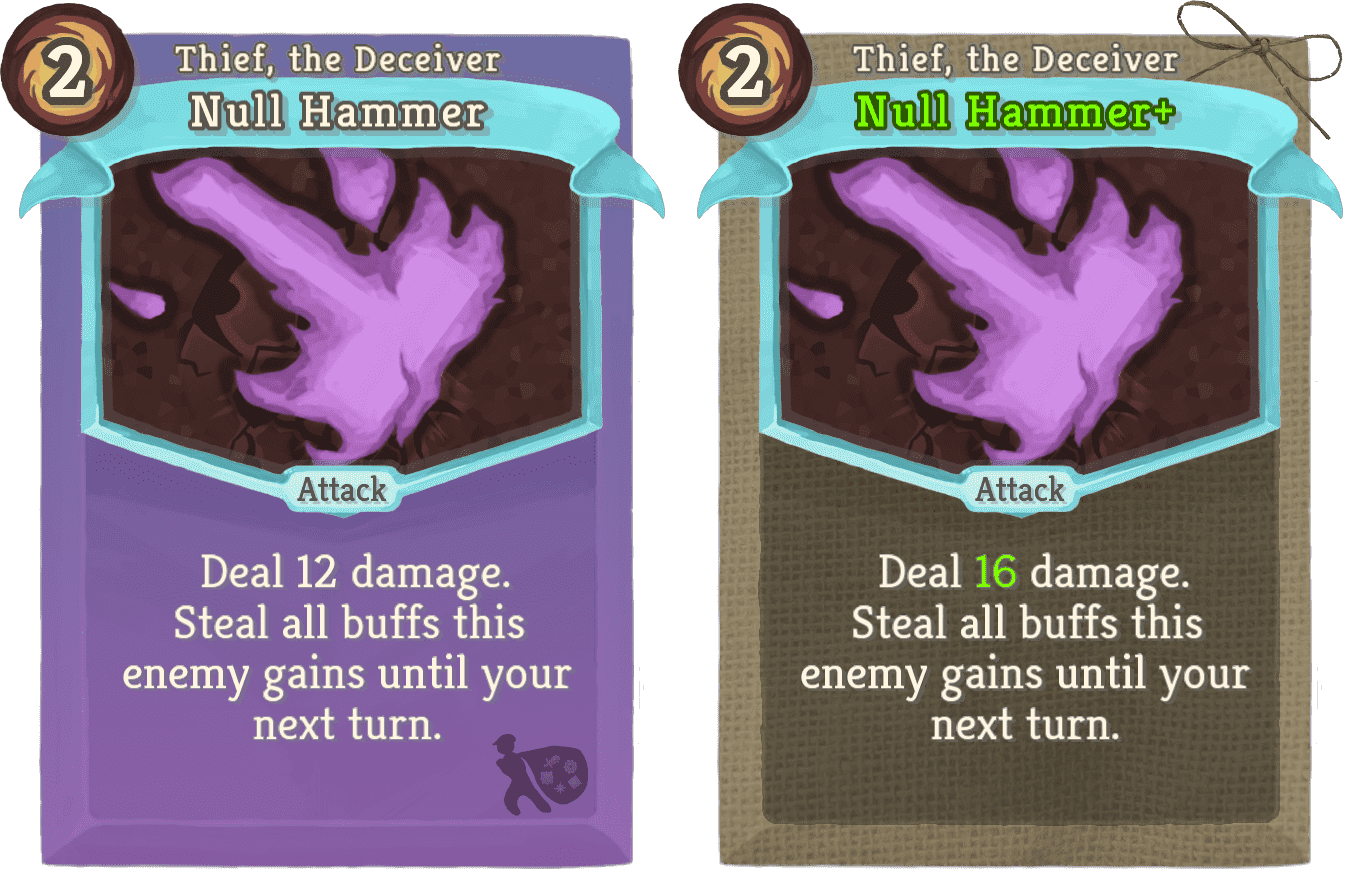 2
Thief, the Deceiver
Null Hammer
Attack
Deal 12 damage.
Steal all buffs this
enemy gains until your
next turn.
2
Thief, the Deceiver
Null Hammer+
Attack
Deal 16 damage.
Steal all buffs this
enemy gains until your
next turn.